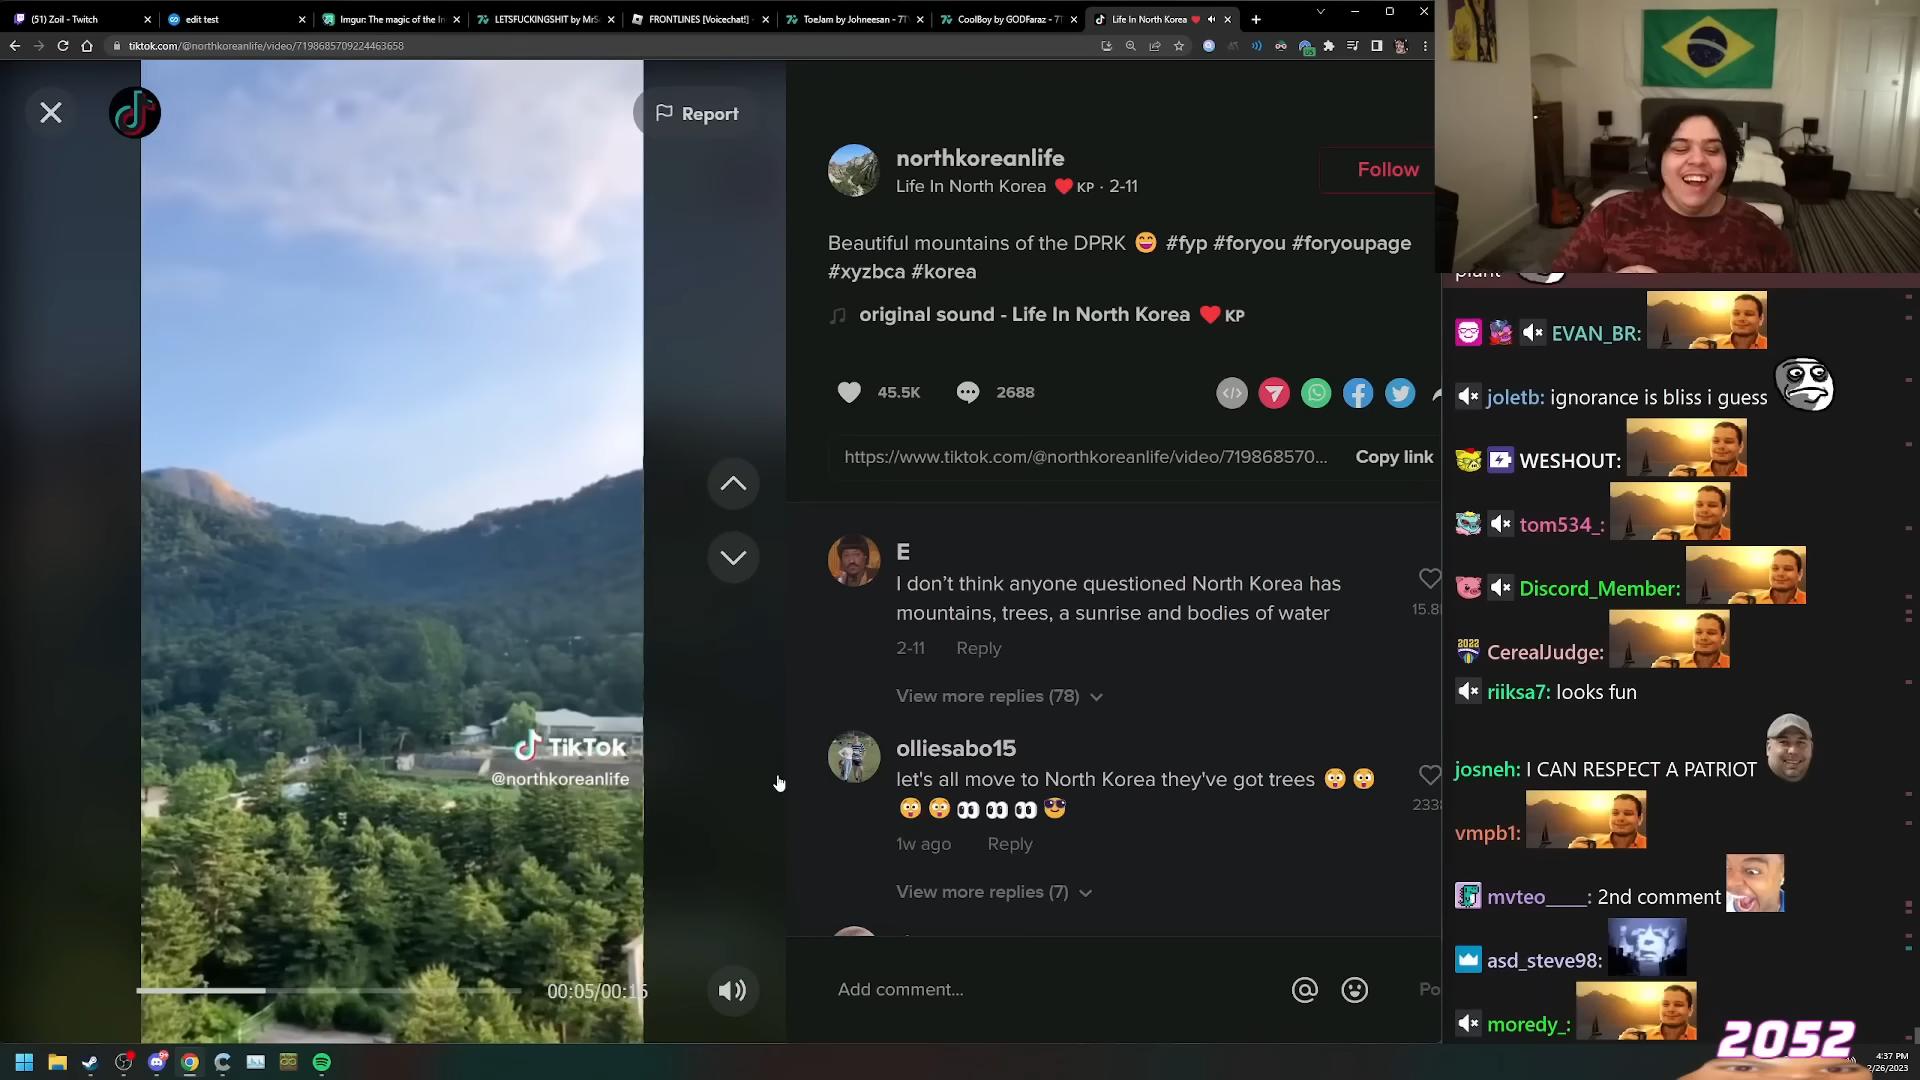 (51) Zoil - Twitch
edit test
Imgur: The magic of the In
LETSFUCKINGSHIT by MrS
FRONTLINES [Voicechat!]
ToeJam by Johneesan - 7T
CoolBoy by GODFaraz - 7
Life In North Korea ❤️
tiktok.com/@northkoreanlife/video/7198685709224463658
Report
northkoreanlife
Life In North Korea ❤️ KP · 2-11
Follow
Beautiful mountains of the DPRK 😄 #fyp #foryou #foryoupage
#xyzbca #korea
original sound - Life In North Korea ❤️ KP
45.5K
2688
https://www.tiktok.com/@northkoreanlife/video/719868570...
Copy link
E
I don't think anyone questioned North Korea has
mountains, trees, a sunrise and bodies of water
15.8
2-11 Reply
View more replies (78)
olliesabo15
let's all move to North Korea they've got trees 😳 😳
😳 😳 👀 👀 👀 😎
233
1w ago Reply
View more replies (7)
Add comment...
Po
TikTok
@northkoreanlife
00:05/00:15
plant
EVAN_BR:
joletb: ignorance is bliss i guess
WESHOUT:
tom534_:
Discord_Member:
2022
CerealJudge:
riiksa7: looks fun
josneh: I CAN RESPECT A PATRIOT
vmpb1:
mvteo____: 2nd comment
asd_steve98:
moredy_:
2052
4:37 PM
2/26/2023